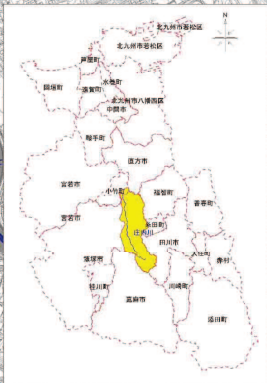 N
北九州市若松区
北九州市若松区
芦屋町
水巻町
岡垣町
遠賀町
北九州市八幡西区
中間市
鞍手町
直方市
宮若市
小竹町
福智町
香春町
宮若市
糸田町
庄内川
田川市
大任町
赤村
飯塚市
桂川町
嘉麻市
川崎町
添田町